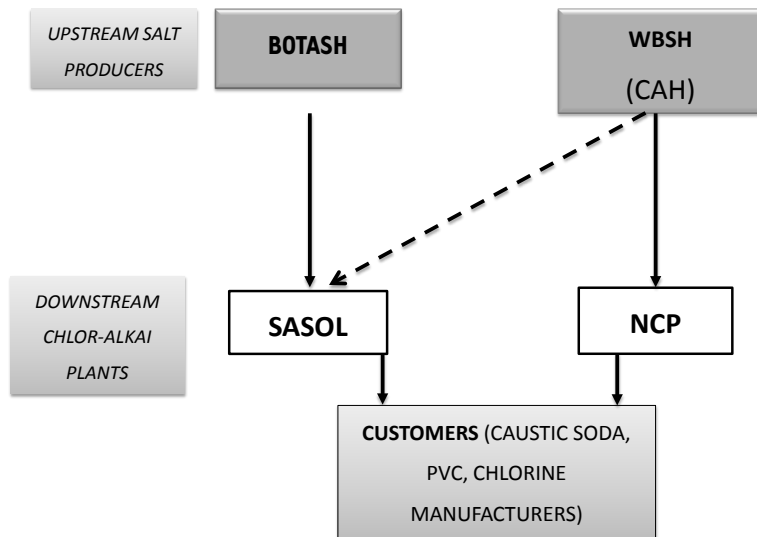 UPSTREAM SALT
PRODUCERS
BOTASH
WBSH
(CAH)
DOWNSTREAM
CHLOR-ALKAI
PLANTS
SASOL
NCP
CUSTOMERS (CAUSTIC SODA,
PVC, CHLORINE
MANUFACTURERS)